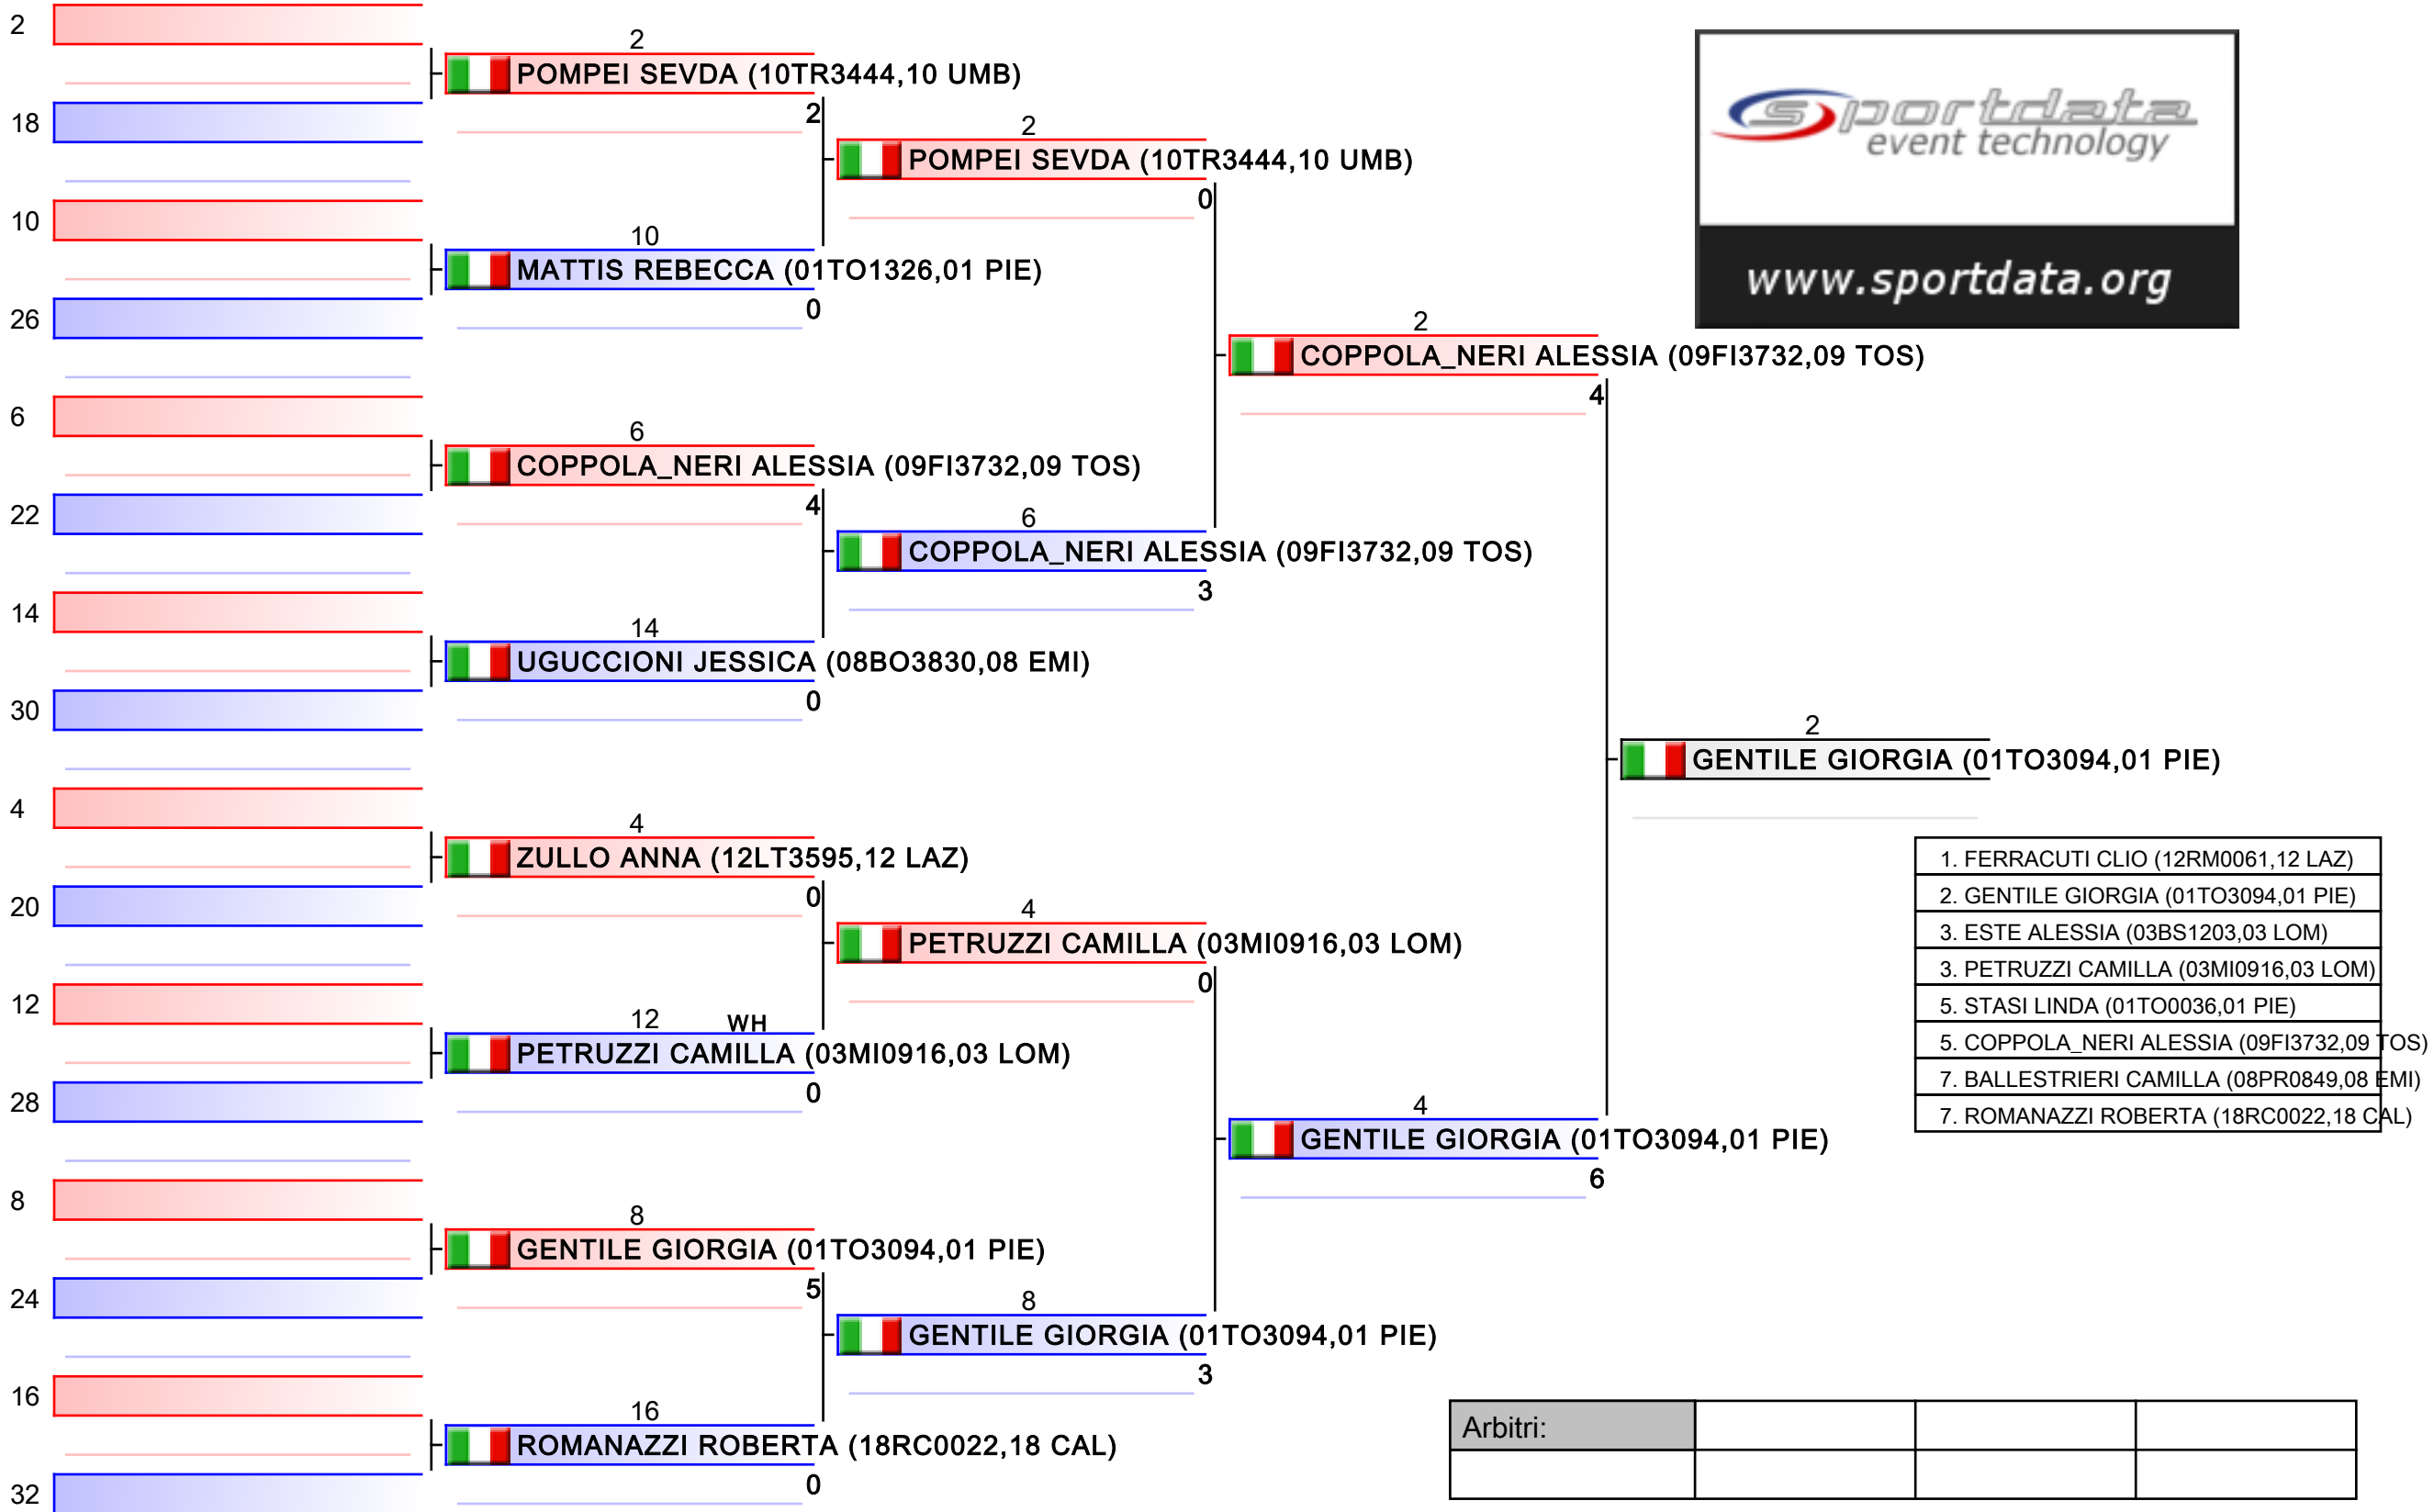 2
18
10
26
6
22
14
30
4
20
12
28
8
24
16
32
2
POMPEI SEVDA (10TR3444,10 UMB)
2
10
MATTIS REBECCA (01TO1326,01 PIE)
0
6
COPPOLA_NERI ALESSIA (09FI3732,09 TOS)
4
14
UGUCCIONI JESSICA (08BO3830,08 EMI)
0
4
ZULLO ANNA (12LT3595,12 LAZ)
0
12 WH
PETRUZZI CAMILLA (03MI0916,03 LOM)
0
8
GENTILE GIORGIA (01TO3094,01 PIE)
5
16
ROMANAZZI ROBERTA (18RC0022,18 CAL)
0
2
POMPEI SEVDA (10TR3444,10 UMB)
0
6
COPPOLA_NERI ALESSIA (09FI3732,09 TOS)
3
4
PETRUZZI CAMILLA (03MI0916,03 LOM)
0
8
GENTILE GIORGIA (01TO3094,01 PIE)
3
2
COPPOLA_NERI ALESSIA (09FI3732,09 TOS)
4
4
GENTILE GIORGIA (01TO3094,01 PIE)
6
2
GENTILE GIORGIA (01TO3094,01 PIE)
sportdata
event technology
www.sportdata.org
1. FERRACUTI CLIO (12RM0061,12 LAZ)
2. GENTILE GIORGIA (01TO3094,01 PIE)
3. ESTE ALESSIA (03BS1203,03 LOM)
3. PETRUZZI CAMILLA (03MI0916,03 LOM)
5. STASI LINDA (01TO0036,01 PIE)
5. COPPOLA_NERI ALESSIA (09FI3732,09 TOS)
7. BALLESTRIERI CAMILLA (08PR0849,08 EMI)
7. ROMANAZZI ROBERTA (18RC0022,18 CAL)
Arbitri: